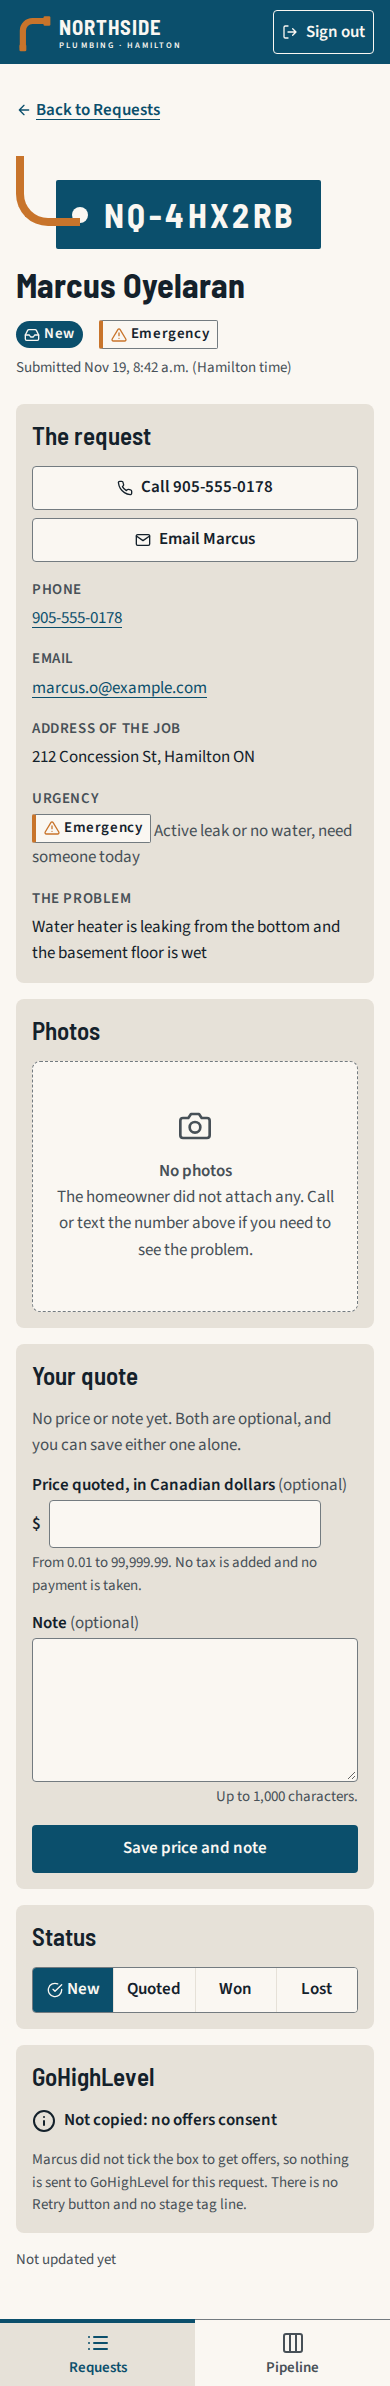 NORTHSIDE
PLUMBING · HAMILTON
Sign out
Back to Requests
NQ-4HX2RB
Marcus Oyelaran
New
Emergency
Submitted Nov 19, 8:42 a.m. (Hamilton time)
The request
Call 905-555-0178
Email Marcus
PHONE
905-555-0178
EMAIL
marcus.o@example.com
ADDRESS OF THE JOB
212 Concession St, Hamilton ON
URGENCY
Emergency Active leak or no water, need
someone today
THE PROBLEM
Water heater is leaking from the bottom and
the basement floor is wet
Photos
No photos
The homeowner did not attach any. Call
or text the number above if you need to
see the problem.
Your quote
No price or note yet. Both are optional, and
you can save either one alone.
Price quoted, in Canadian dollars (optional)
$
From 0.01 to 99,999.99. No tax is added and no
payment is taken.
Note (optional)
Up to 1,000 characters.
Save price and note
Status
New Quoted Won Lost
GoHighLevel
Not copied: no offers consent
Marcus did not tick the box to get offers, so nothing
is sent to GoHighLevel for this request. There is no
Retry button and no stage tag line.
Not updated yet
Requests
Pipeline